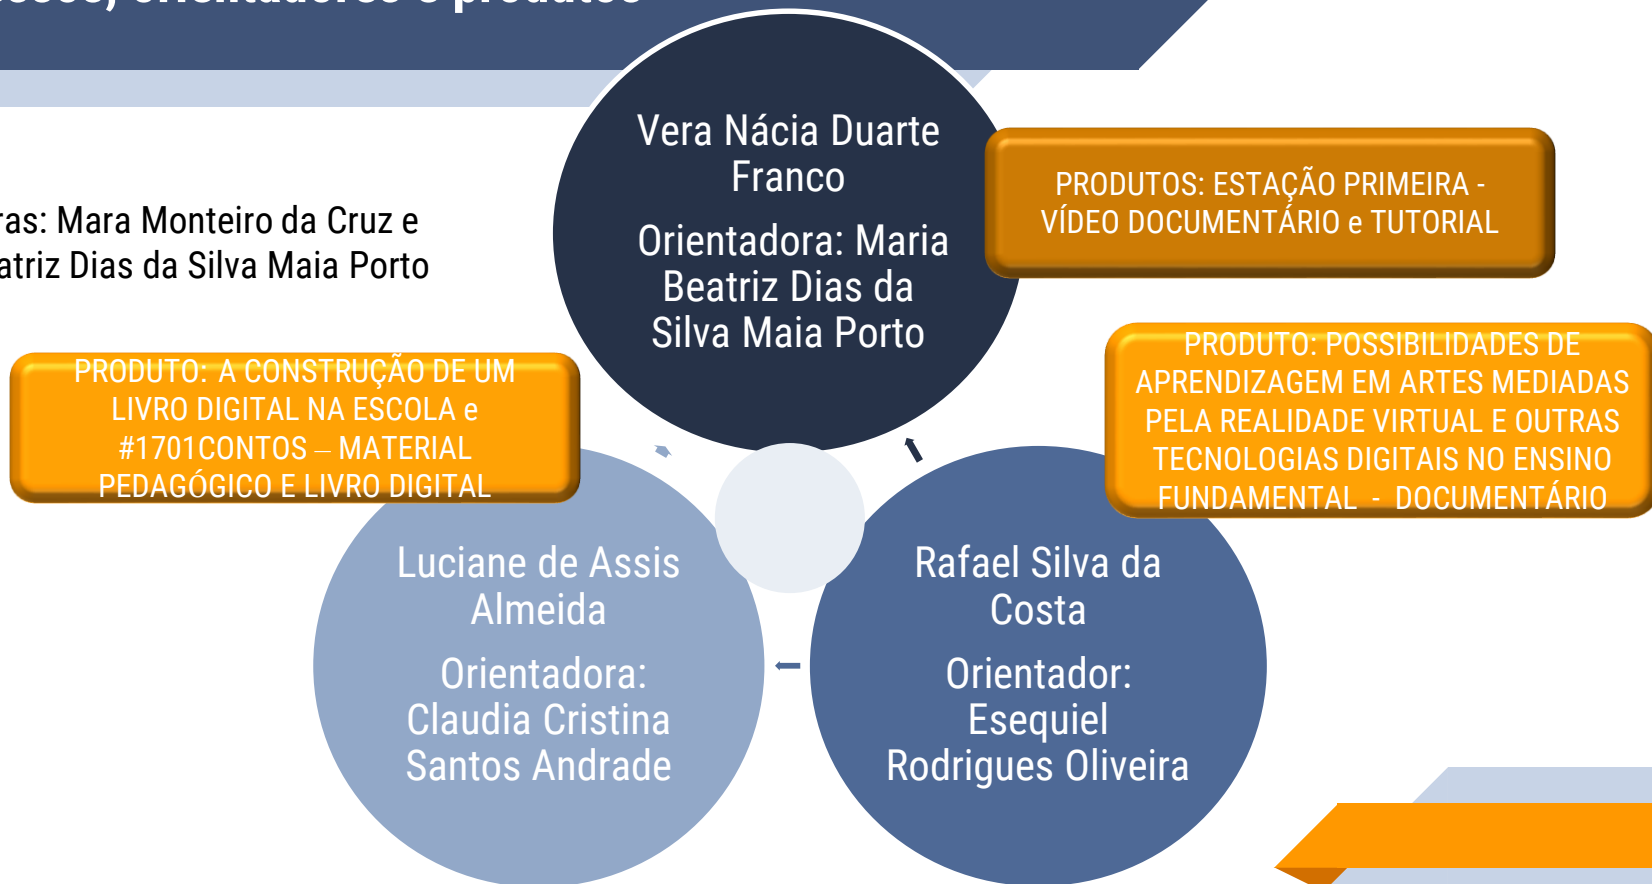 orientadores e produtos
Mara Monteiro da Cruz e
Dias da Silva Maia Porto
Vera Nácia Duarte
Franco
Orientadora: Maria
Beatriz Dias da
Silva Maia Porto
PRODUTOS: ESTAÇÃO PRIMEIRA -
VÍDEO DOCUMENTÁRIO e TUTORIAL
PRODUTO: A CONSTRUÇÃO DE UM
LIVRO DIGITAL NA ESCOLA e
#1701CONTOS – MATERIAL
PEDAGÓGICO E LIVRO DIGITAL
PRODUTO: POSSIBILIDADES DE
APRENDIZAGEM EM ARTES MEDIADAS
PELA REALIDADE VIRTUAL E OUTRAS
TECNOLOGIAS DIGITAIS NO ENSINO
FUNDAMENTAL - DOCUMENTÁRIO
Luciane de Assis
Almeida
Orientadora:
Claudia Cristina
Santos Andrade
Rafael Silva da
Costa
Orientador:
Esequiel
Rodrigues Oliveira